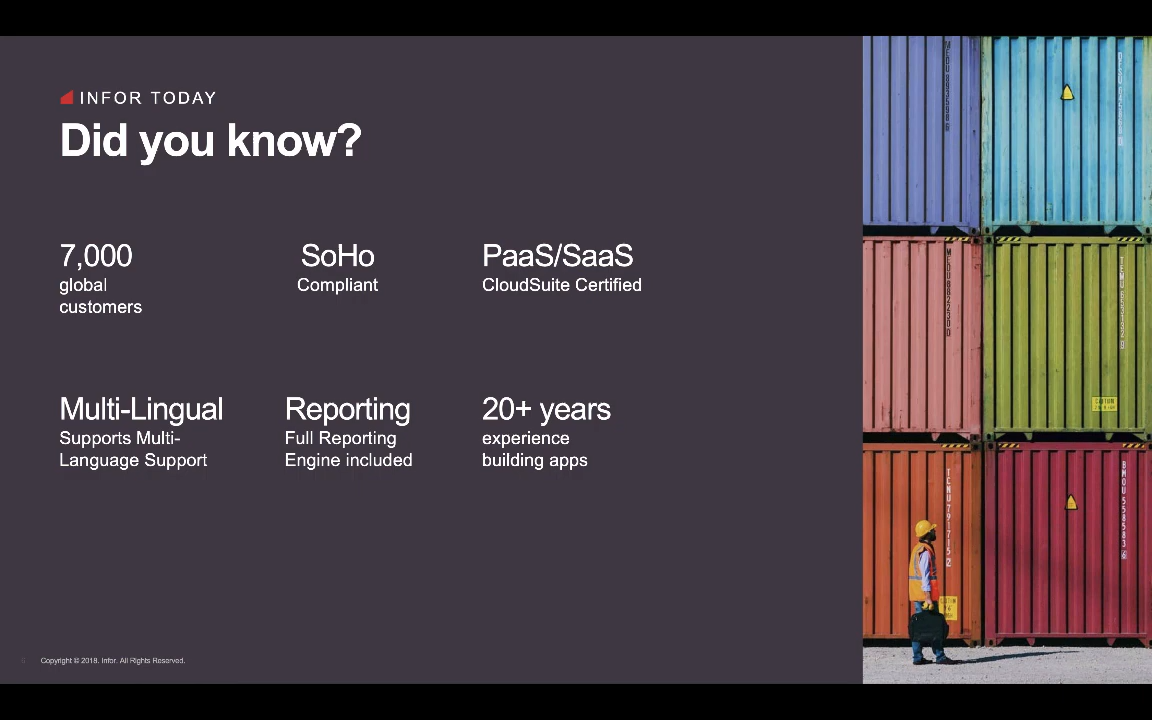 INFOR TODAY
Did you know?
7,000
global
customers
SoHo
Compliant
PaaS/SaaS
CloudSuite Certified
Multi-Lingual
Supports Multi-
Language Support
Reporting
Full Reporting
Engine included
20+ years
experience
building apps
Copyright © 2018. Infor. All Rights Reserved.